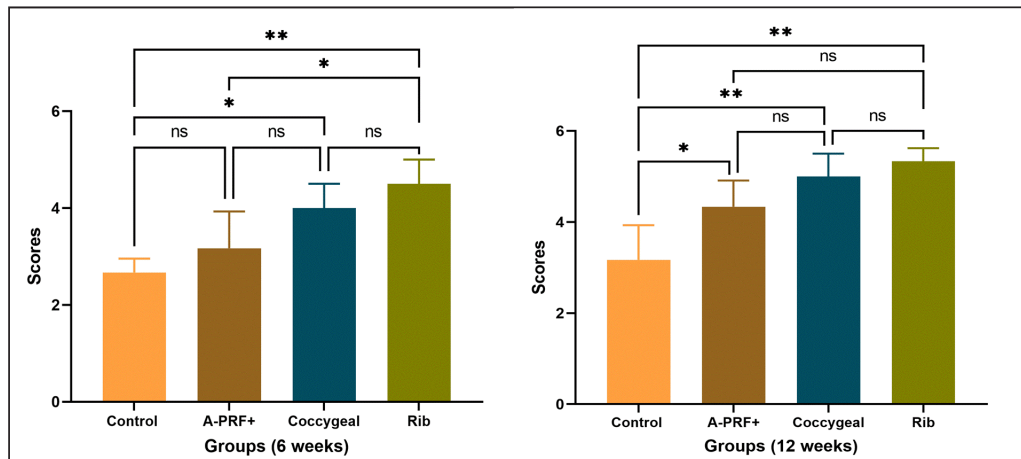 **
*
*
ns ns ns
6
4
2
0
Scores
Control A-PRF+ Coccygeal Rib
Groups (6 weeks)
**
ns
**
ns ns
*
6
4
2
0
Scores
Control A-PRF+ Coccygeal Rib
Groups (12 weeks)